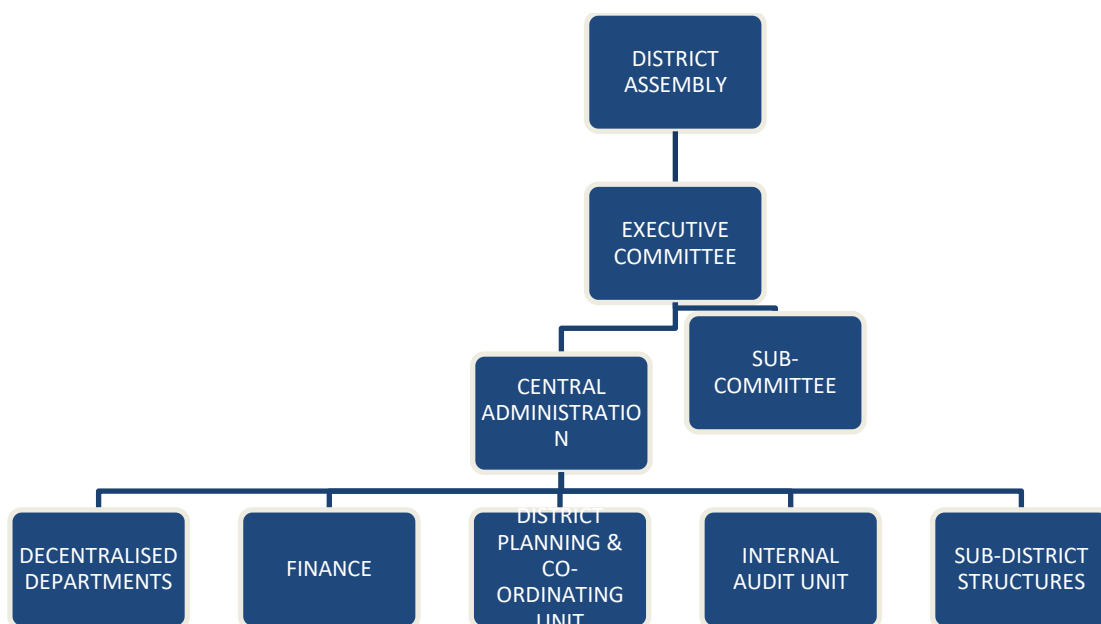 DISTRICT
ASSEMBLY
EXECUTIVE
COMMITTEE
SUB-
COMMITTEE
CENTRAL
ADMINISTRATIO
N
DECENTRALISED
DEPARTMENTS
FINANCE
DISTRICT
PLANNING &
CO-
ORDINATING
UNIT
INTERNAL
AUDIT UNIT
SUB-DISTRICT
STRUCTURES